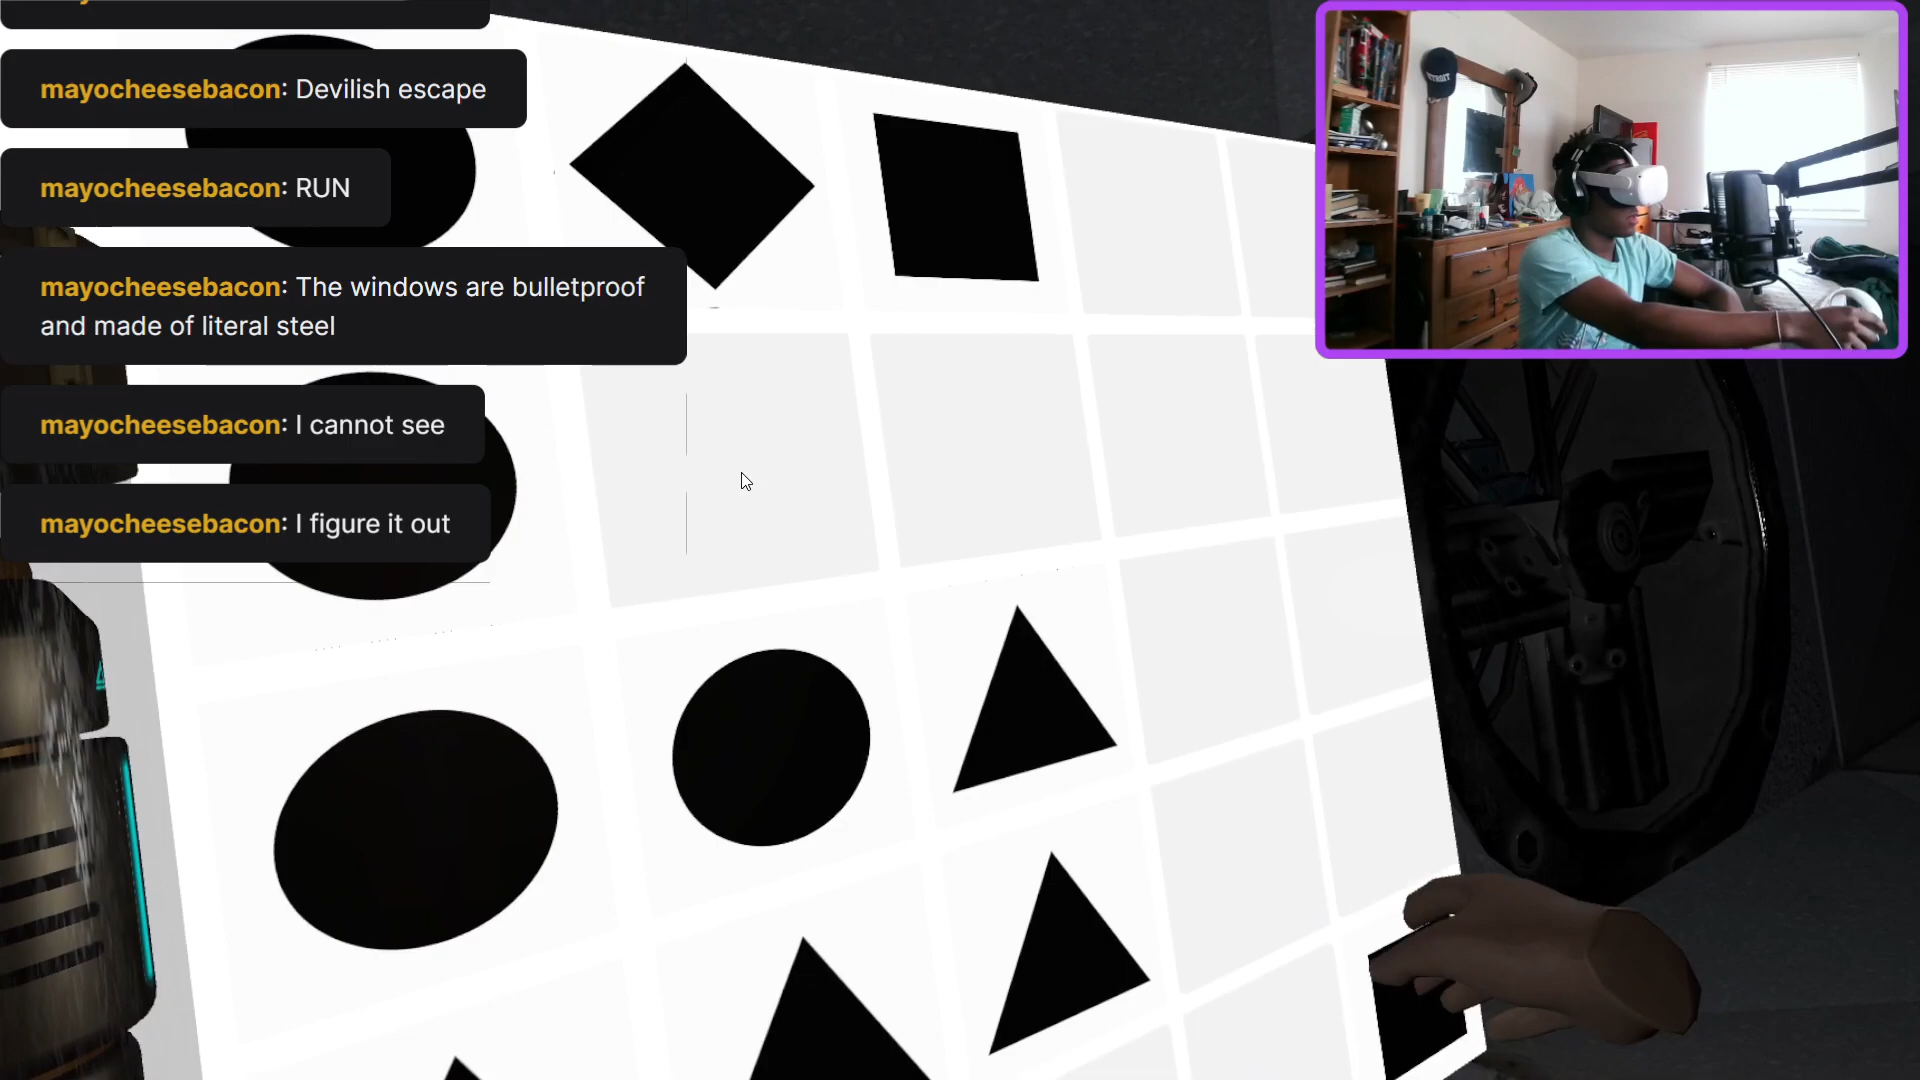 mayocheesebacon: Devilish escape
mayocheesebacon: RUN
mayocheesebacon: The windows are bulletproof
and made of literal steel
mayocheesebacon: I cannot see
mayocheesebacon: I figure it out
DETROIT